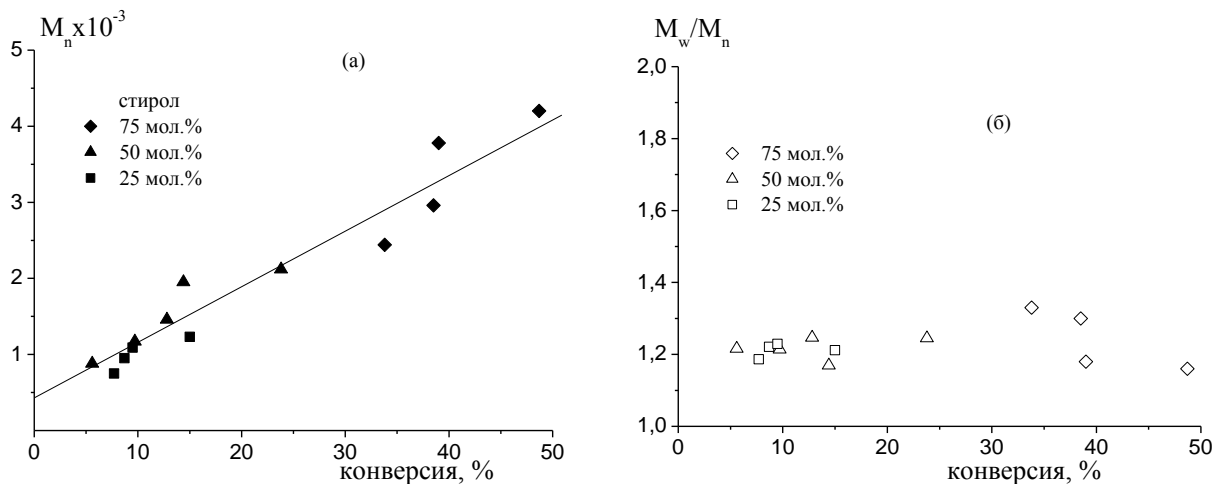 M_n x10^-3
(а)
5
4
3
2
1
стирол
75 мол.%
50 мол.%
25 мол.%
0 10 20 30 40 50
конверсия, %
M_w/M_n
(б)
2,0
1,8
1,6
1,4
1,2
1,0
75 мол.%
50 мол.%
25 мол.%
0 10 20 30 40 50
конверсия, %